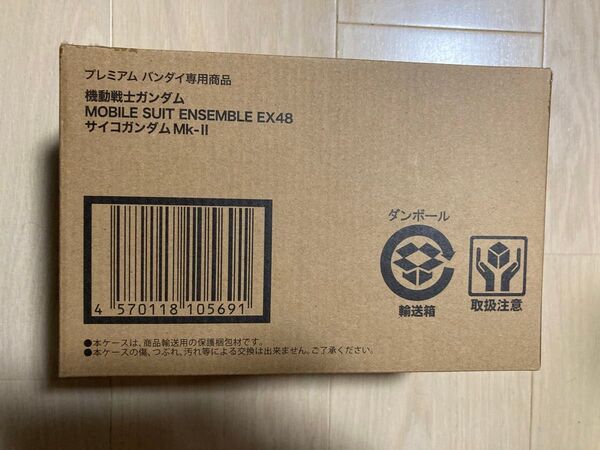 プレミアム バンダイ専用商品
機動戦士ガンダム
MOBILE SUIT ENSEMBLE EX48
サイコガンダムMk-II
4 570118 105691
ダンボール
輸送箱
取扱注意
●本ケースは、商品輸送用の保護梱包材です。
●本ケースの傷、つぶれ、汚れ等による交換は出来ません。ご了承ください。